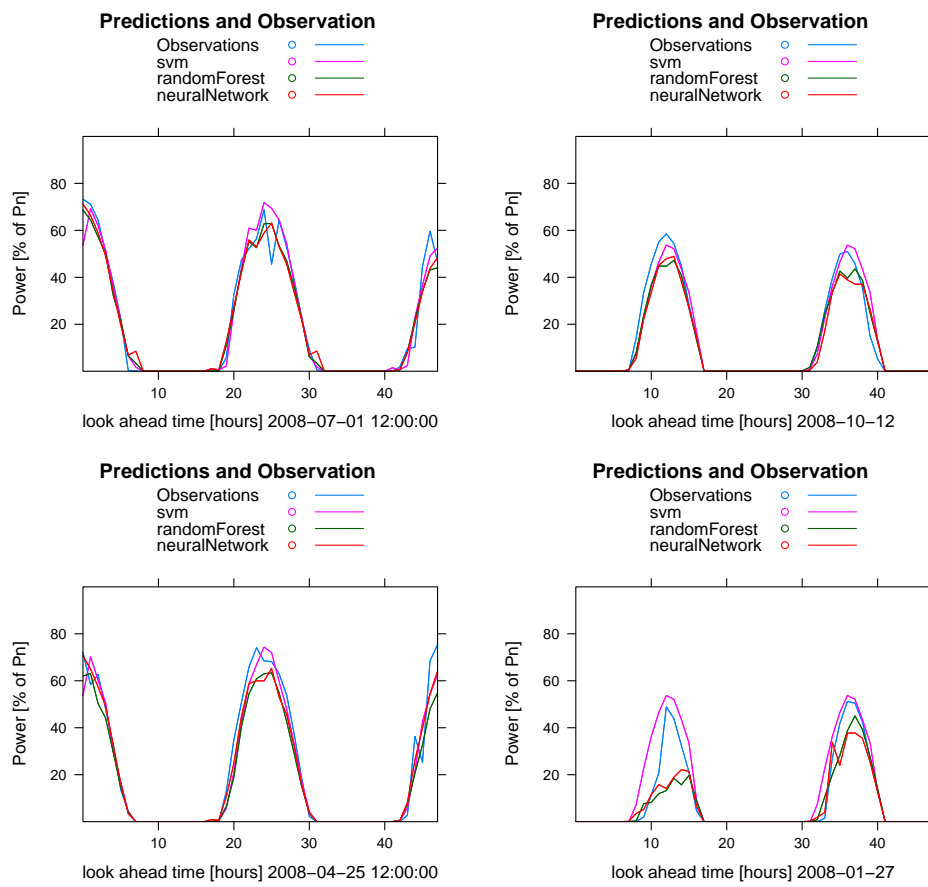 Predictions and Observation
Observations
svm
randomForest
neuralNetwork
80
60
40
20
Power [% of Pn]
10 20 30 40
look ahead time [hours] 2008−07−01 12:00:00
Predictions and Observation
Observations
svm
randomForest
neuralNetwork
80
60
40
20
Power [% of Pn]
10 20 30 40
look ahead time [hours] 2008−10−12
Predictions and Observation
Observations
svm
randomForest
neuralNetwork
80
60
40
20
Power [% of Pn]
10 20 30 40
look ahead time [hours] 2008−04−25 12:00:00
Predictions and Observation
Observations
svm
randomForest
neuralNetwork
80
60
40
20
Power [% of Pn]
10 20 30 40
look ahead time [hours] 2008−01−27